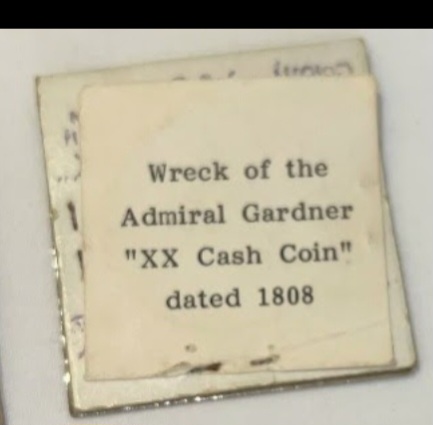 Wreck of the
Admiral Gardner
"XX Cash Coin"
dated 1808